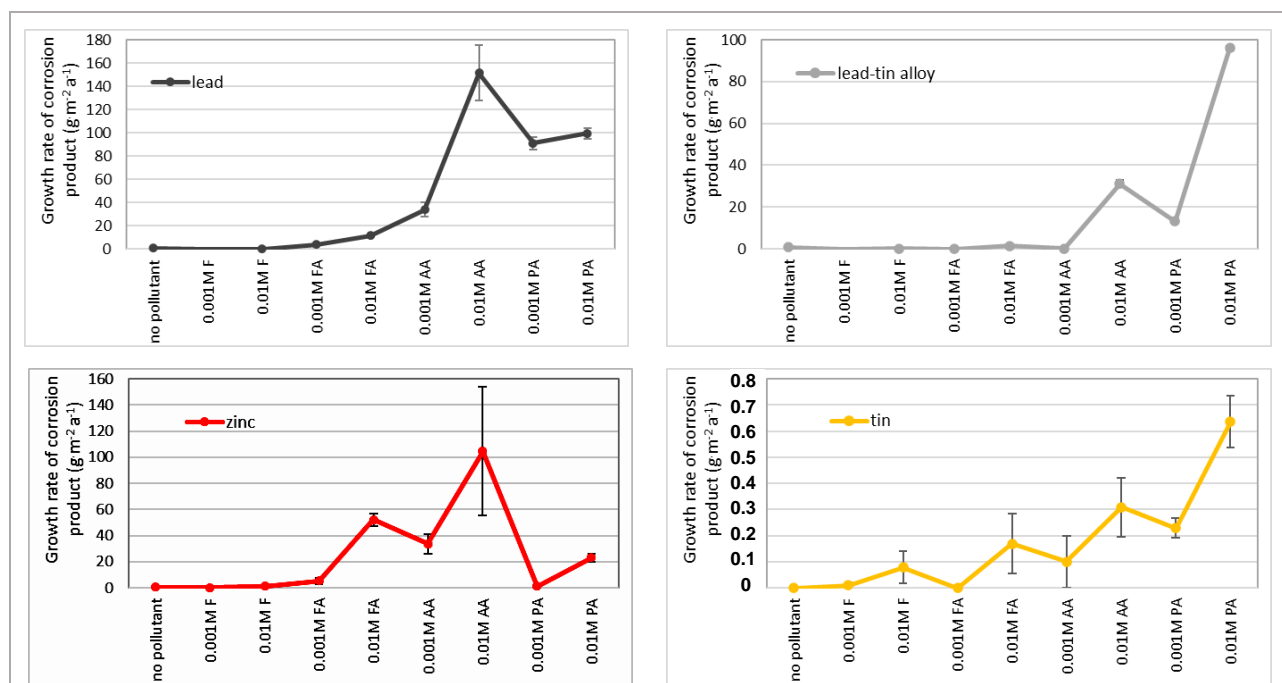 Growth rate of corrosion
product (g·m⁻² a⁻¹)
180
160
140
120
100
80
60
40
20
0
lead
no pollutant
0.001M F
0.01M F
0.001M FA
0.01M FA
0.001M AA
0.01M AA
0.001M PA
0.01M PA
Growth rate of corrosion
product (g·m⁻² a⁻¹)
100
80
60
40
20
0
lead-tin alloy
no pollutant
0.001M F
0.01M F
0.001M FA
0.01M FA
0.001M AA
0.01M AA
0.001M PA
0.01M PA
Growth rate of corrosion
product (g·m⁻² a⁻¹)
160
140
120
100
80
60
40
20
0
zinc
no pollutant
0.001M F
0.01M F
0.001M FA
0.01M FA
0.001M AA
0.01M AA
0.001M PA
0.01M PA
Growth rate of corrosion
product (g·m⁻² a⁻¹)
0.8
0.7
0.6
0.5
0.4
0.3
0.2
0.1
0
tin
no pollutant
0.001M F
0.01M F
0.001M FA
0.01M FA
0.001M AA
0.01M AA
0.001M PA
0.01M PA